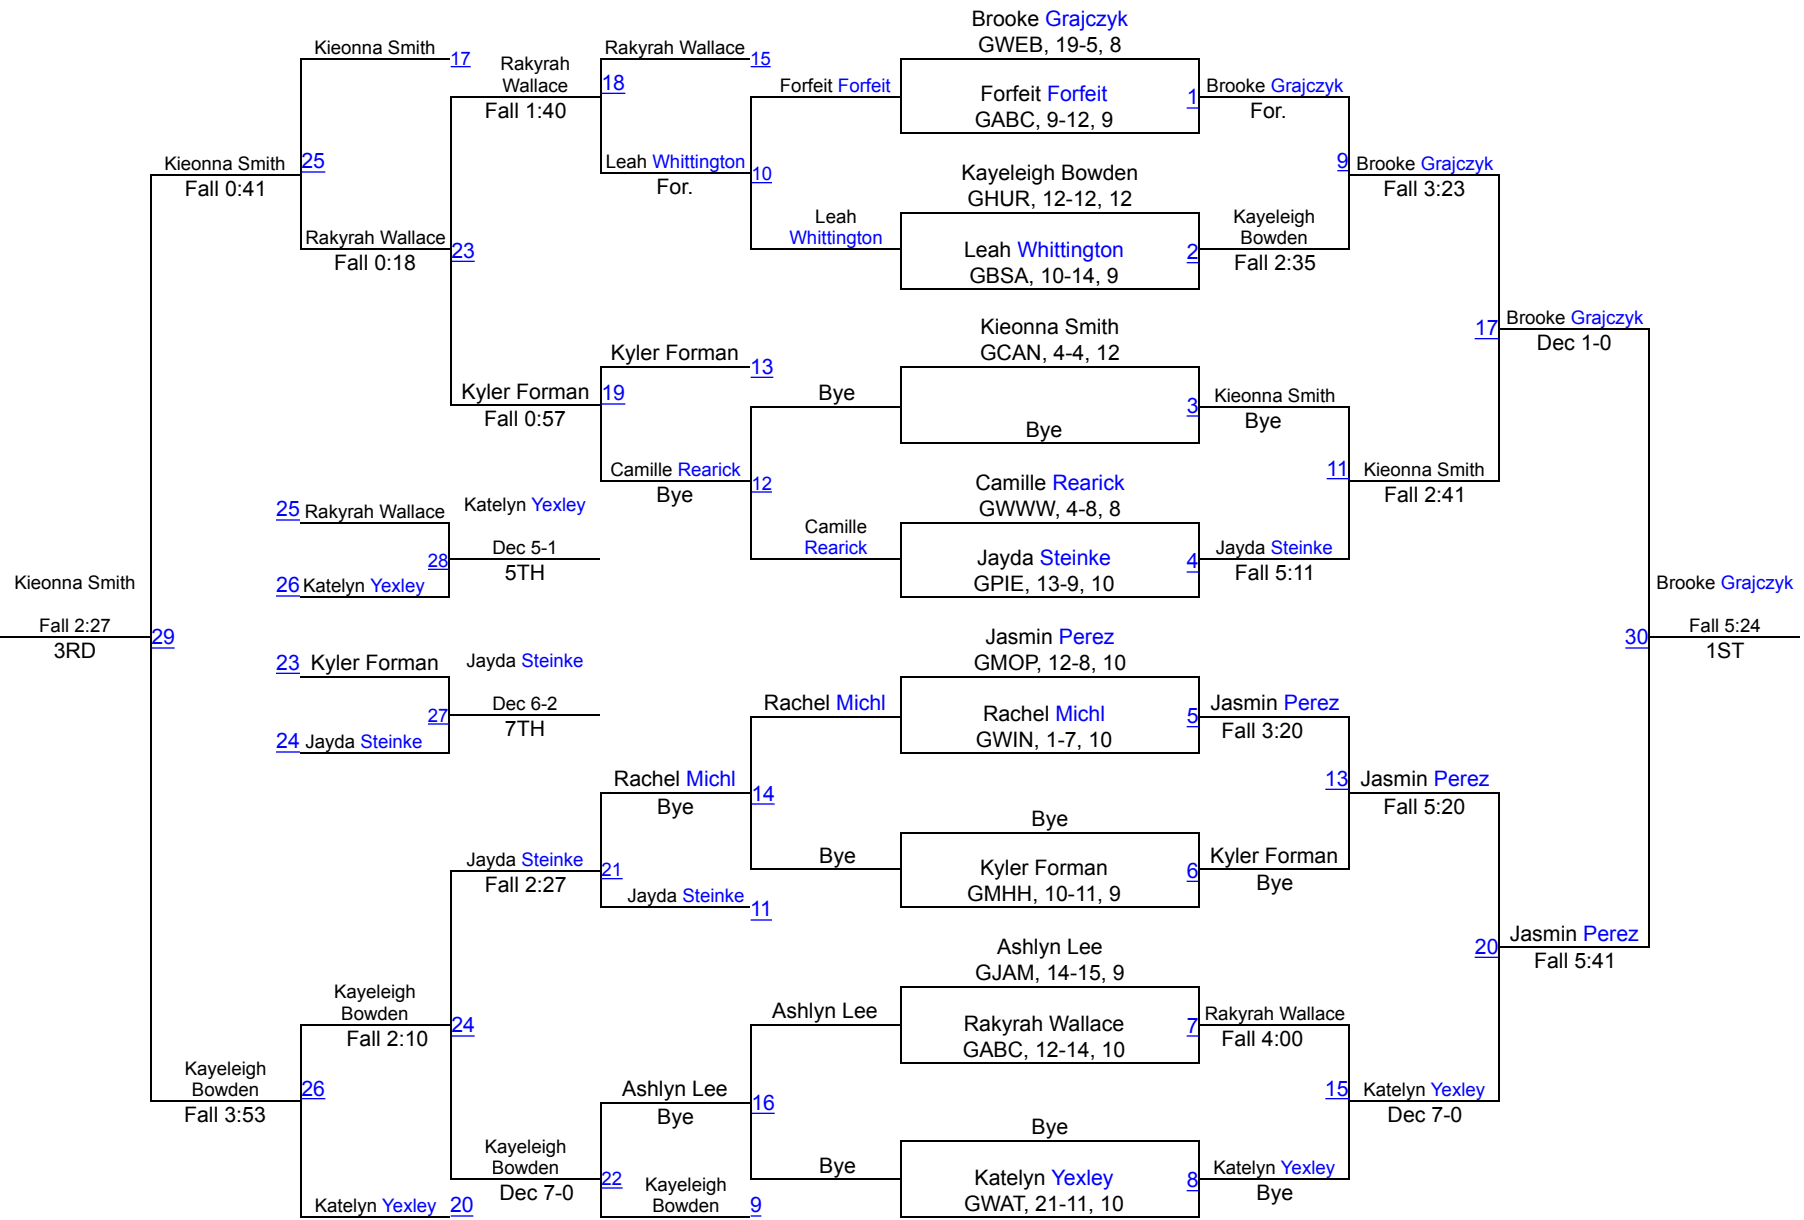 Brooke Grajczyk
GWEB, 19-5, 8
Kieonna Smith
17
Rakyrah
Wallace
Fall 1:40
Rakyrah Wallace
15
18
Forfeit Forfeit
Forfeit Forfeit
GABC, 9-12, 9
1
Brooke Grajczyk
For.
Kieonna Smith
Fall 0:41
25
Leah Whittington
For.
10
Kayeleigh Bowden
GHUR, 12-12, 12
9
Brooke Grajczyk
Fall 3:23
Rakyrah Wallace
Fall 0:18
23
Leah
Whittington
Leah Whittington
GBSA, 10-14, 9
2
Kayeleigh
Bowden
Fall 2:35
Kieonna Smith
GCAN, 4-4, 12
17
Brooke Grajczyk
Dec 1-0
Kyler Forman
13
Kyler Forman
Fall 0:57
19
Bye
Bye
3
Kieonna Smith
Bye
Camille Rearick
Bye
12
Camille Rearick
GWWW, 4-8, 8
11
Kieonna Smith
Fall 2:41
25
Rakyrah Wallace
Katelyn Yexley
28
Dec 5-1
5TH
26
Katelyn Yexley
Camille
Rearick
Jayda Steinke
GPIE, 13-9, 10
4
Jayda Steinke
Fall 5:11
Kieonna Smith
Fall 2:27
3RD
29
Brooke Grajczyk
30
Fall 5:24
1ST
Jasmin Perez
GMOP, 12-8, 10
23
Kyler Forman
Jayda Steinke
27
Dec 6-2
7TH
24
Jayda Steinke
Rachel Michl
Rachel Michl
GWIN, 1-7, 10
5
Jasmin Perez
Fall 3:20
Rachel Michl
Bye
14
Bye
13
Jasmin Perez
Fall 5:20
Jayda Steinke
Fall 2:27
21
Jayda Steinke
11
Bye
Kyler Forman
GMHH, 10-11, 9
6
Kyler Forman
Bye
Ashlyn Lee
GJAM, 14-15, 9
20
Jasmin Perez
Fall 5:41
Kayeleigh
Bowden
Fall 2:10
24
Ashlyn Lee
Rakyrah Wallace
GABC, 12-14, 10
7
Rakyrah Wallace
Fall 4:00
Kayeleigh
Bowden
Fall 3:53
26
Ashlyn Lee
Bye
16
Bye
15
Katelyn Yexley
Dec 7-0
Kayeleigh
Bowden
Dec 7-0
22
Bye
Katelyn Yexley
GWAT, 21-11, 10
8
Katelyn Yexley
Bye
Katelyn Yexley
20
Kayeleigh
Bowden
9